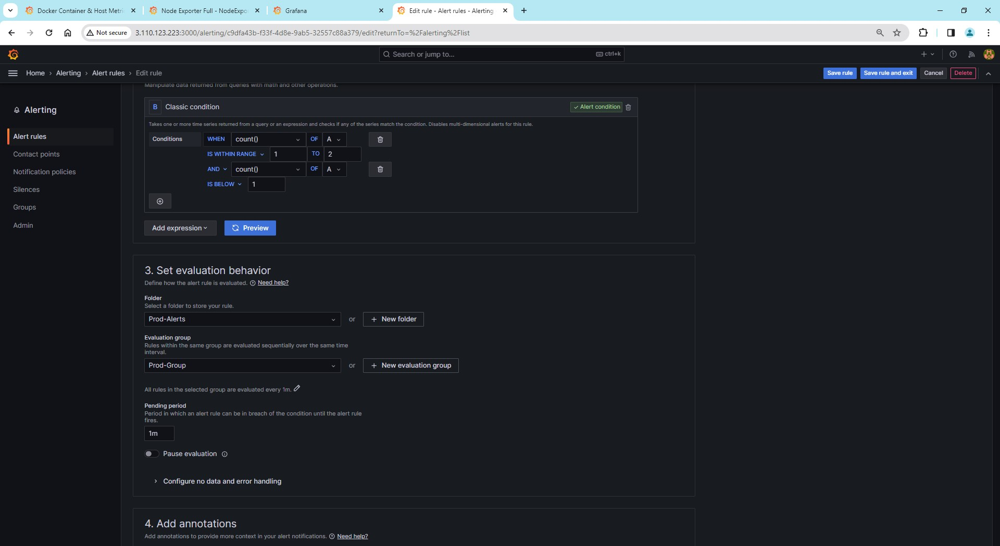 Docker Container & Host Metri
Node Exporter Full - NodeExpo
Grafana
Edit rule - Alert rules - Alerting
Not secure
3.110.123.223:3000/alerting/c9dfa43b-f33f-4d8e-9ab5-32557c88a379/edit?returnTo=%2Falerting%2Flist
Search or jump to...
ctrl+k
Home › Alerting › Alert rules › Edit rule
Save rule
Save rule and exit
Cancel
Delete
Alerting
Alert rules
Contact points
Notification policies
Silences
Groups
Admin
Manipulate data returned from queries with math and other operations.
B Classic condition
Alert condition
Takes one or more time series returned from a query or an expression and checks if any of the series match the condition. Disables multi-dimensional alerts for this rule.
Conditions WHEN count() OF A
IS WITHIN RANGE 1 TO 2
AND count() OF A
IS BELOW 1
Add expression
Preview
3. Set evaluation behavior
Define how the alert rule is evaluated. Need help?
Folder
Select a folder to store your rule.
Prod-Alerts or + New folder
Evaluation group
Rules within the same group are evaluated sequentially over the same time
interval.
Prod-Group or + New evaluation group
All rules in the selected group are evaluated every 1m.
Pending period
Period in which an alert rule can be in breach of the condition until the alert rule
fires.
1m
Pause evaluation
Configure no data and error handling
4. Add annotations
Add annotations to provide more context in your alert notifications. Need help?